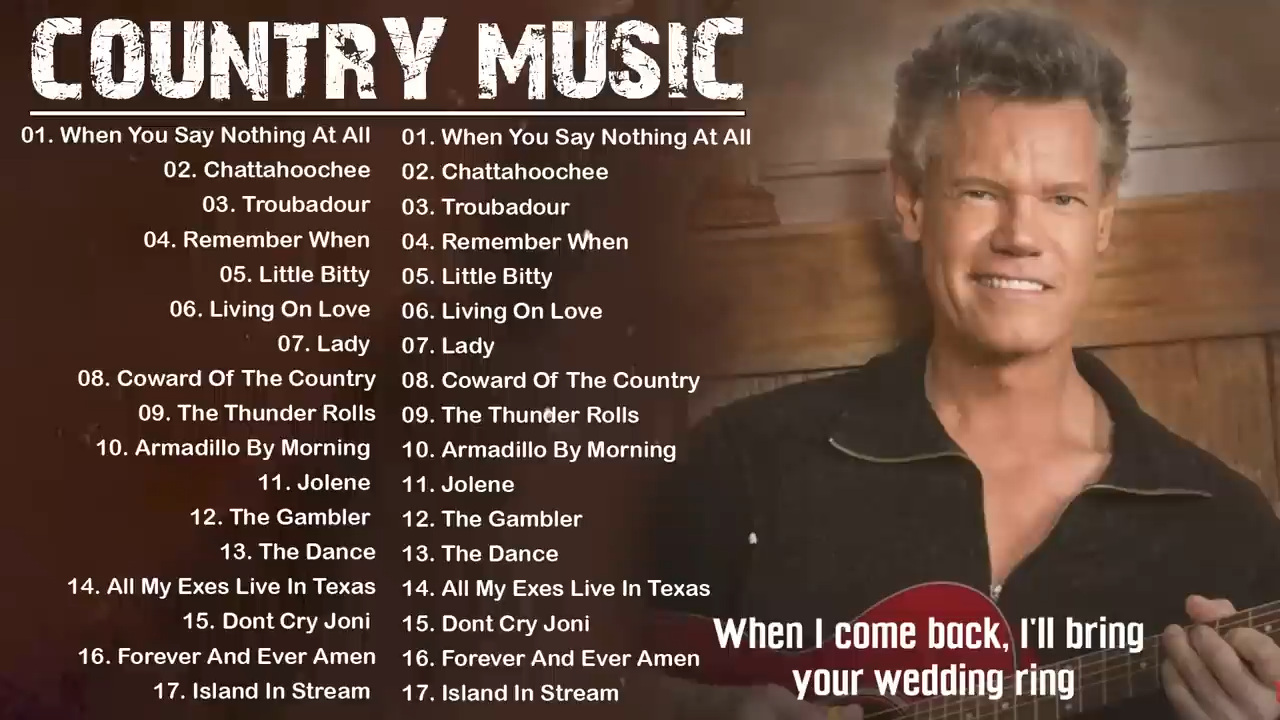 COUNTRY MUSIC
01. When You Say Nothing At All
02. Chattahoochee
03. Troubadour
04. Remember When
05. Little Bitty
06. Living On Love
07. Lady
08. Coward Of The Country
09. The Thunder Rolls
10. Armadillo By Morning
11. Jolene
12. The Gambler
13. The Dance
14. All My Exes Live In Texas
15. Dont Cry Joni
16. Forever And Ever Amen
17. Island In Stream
01. When You Say Nothing At All
02. Chattahoochee
03. Troubadour
04. Remember When
05. Little Bitty
06. Living On Love
07. Lady
08. Coward Of The Country
09. The Thunder Rolls
10. Armadillo By Morning
11. Jolene
12. The Gambler
13. The Dance
14. All My Exes Live In Texas
15. Dont Cry Joni
16. Forever And Ever Amen
17. Island In Stream
When I come back, I'll bring
your wedding ring